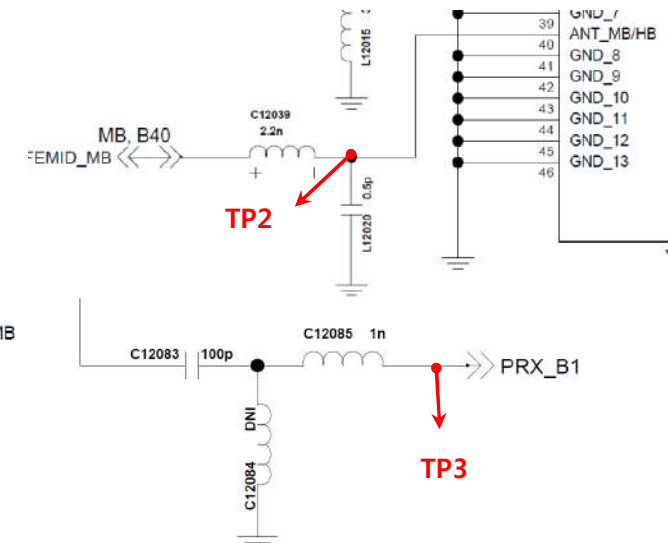 GND_7
39
ANT_MB/HB
40
GND_8
41
GND_9
42
GND_10
43
GND_11
44
GND_12
45
GND_13
46
L12015
C12039
2.2n
MB, B40
FEMID_MB
+
TP2
0.5p
L12020
C12083
100p
C12085 1n
PRX_B1
DNI
C12084
TP3